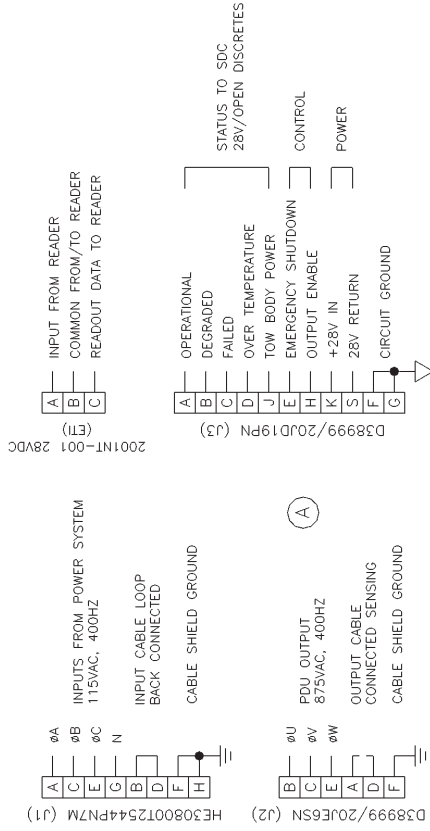 A øA
C øB
E øC
G N
B
D
F
H
INPUTS FROM POWER SYSTEM
115VAC, 400HZ
INPUT CABLE LOOP
BACK CONNECTED
CABLE SHIELD GROUND
HE30800T2544PN7M (J1)
B øU
C øV
E øW
A
D
F
PDU OUTPUT
875VAC, 400HZ
OUTPUT CABLE
CONNECTED SENSING
CABLE SHIELD GROUND
D38999/20JE6SN (J2)
A
A INPUT FROM READER
B COMMON FROM/TO READER
C READOUT DATA TO READER
(ETI)
2001NT-001 28VDC
A OPERATIONAL
B DEGRADED
C FAILED
D OVER TEMPERATURE
J TOW BODY POWER
E EMERGENCY SHUTDOWN
H OUTPUT ENABLE
K +28V IN
S 28V RETURN
F CIRCUIT GROUND
G
STATUS TO SDC
28V/OPEN DISCRETES
CONTROL
POWER
D38999/20JD19PN (J3)